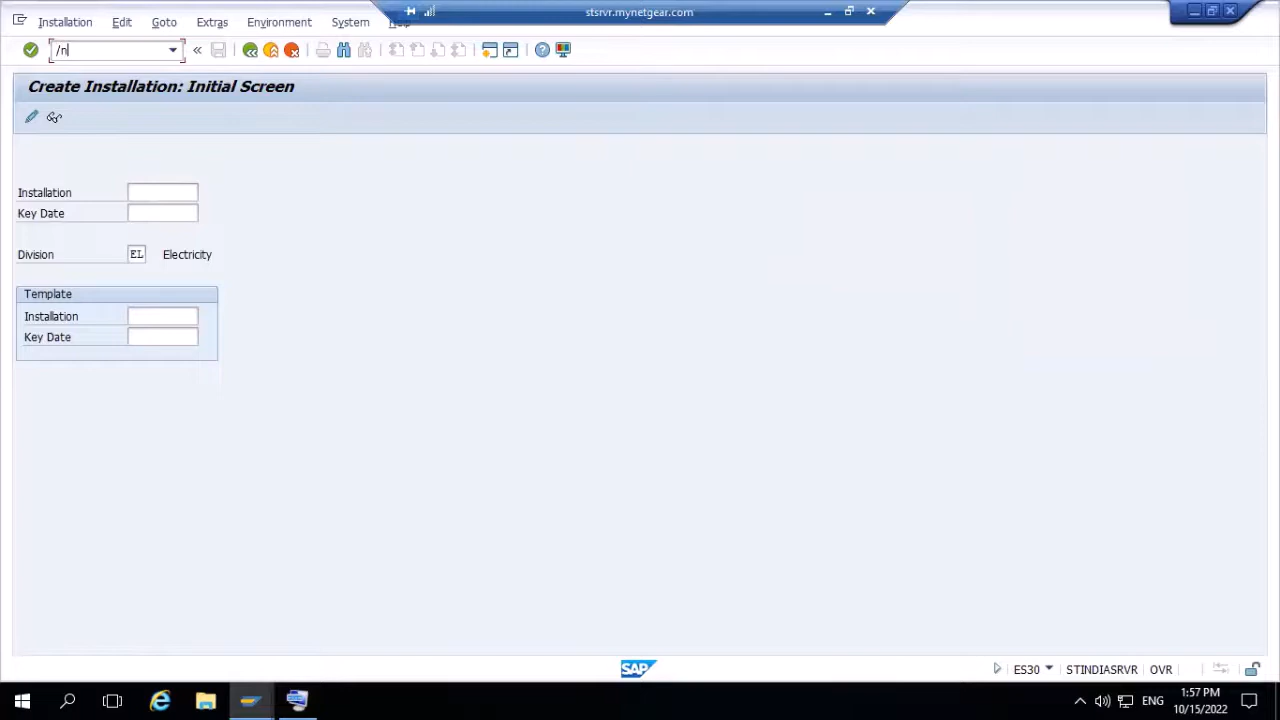 stsrvr.mynetgear.com
Installation Edit Goto Extras Environment System Help
/n
Create Installation: Initial Screen
Installation
Key Date
Division EL Electricity
Template
Installation
Key Date
SAP
ES30 STINDIASRVR OVR
ENG
1:57 PM
10/15/2022